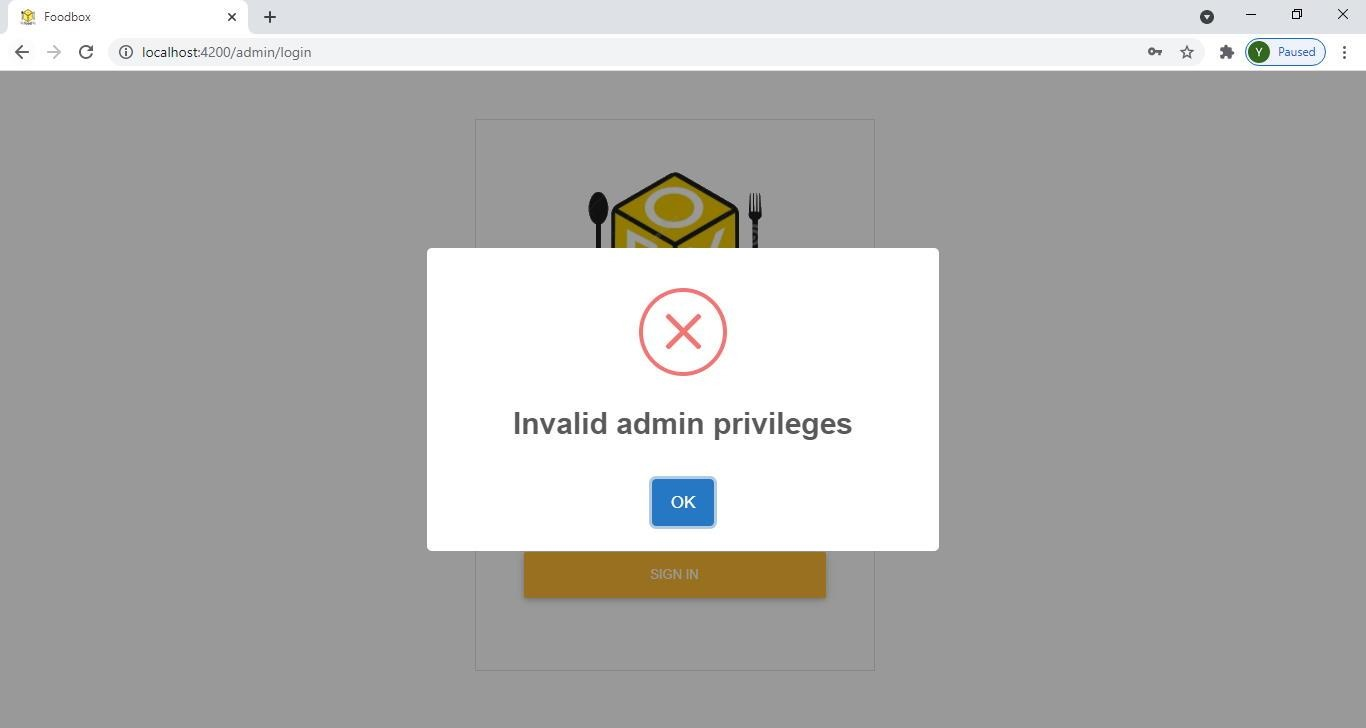 Foodbox
localhost:4200/admin/login
Y Paused
O
Invalid admin privileges
OK
SIGN IN